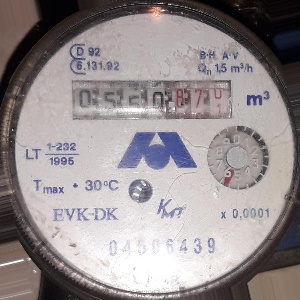 D 92
6.131.92
B·H A·V
Qn 1,5 m³/h
m³
LT 1-232
1995
Tmax + 30°C
EVK-DK
x 0,0001
04506439